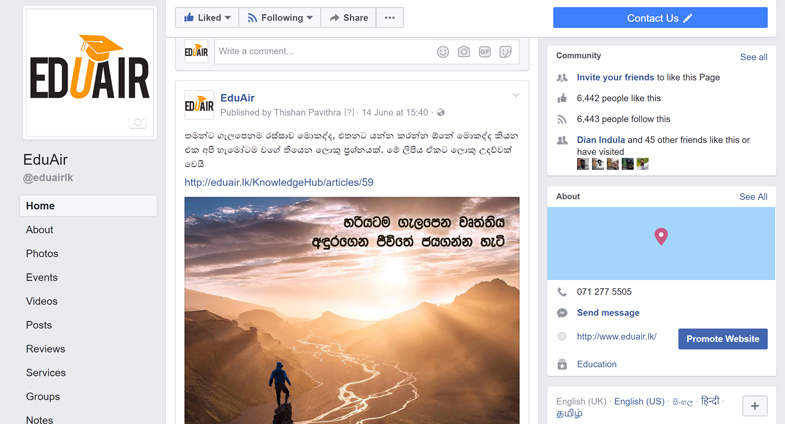 EDUAIR
EduAir
@eduairlk
Home
About
Photos
Events
Videos
Posts
Reviews
Services
Groups
Notes
Liked
Following
Share
Write a comment...
GIF
EDUAIR
EduAir
Published by Thishan Pavithra [?] · 14 June at 15:40 ·
තමන්ට ගැලපෙනම රස්සාව මොකද්ද, එතනට යන්න කරන්න ඕනේ මොකද්ද කියන
එක අපි හැමෝටම වගේ තියෙන ලොකු ප්‍රශ්නයක්. මේ ලිපිය ඒකට ලොකු උදව්වක්
වෙයි
http://eduair.lk/KnowledgeHub/articles/59
හරියටම ගැලපෙන වෘත්තිය
අඳුරගෙන ජීවිතේ ජයගන්න හැටි
Contact Us
Community
See all
Invite your friends to like this Page
6,442 people like this
6,443 people follow this
Dian Indula and 45 other friends like this or
have visited
About
See All
071 277 5505
Send message
http://www.eduair.lk/
Promote Website
Education
English (UK) · English (US) · සිංහල · हिन्दी ·
தமிழ்